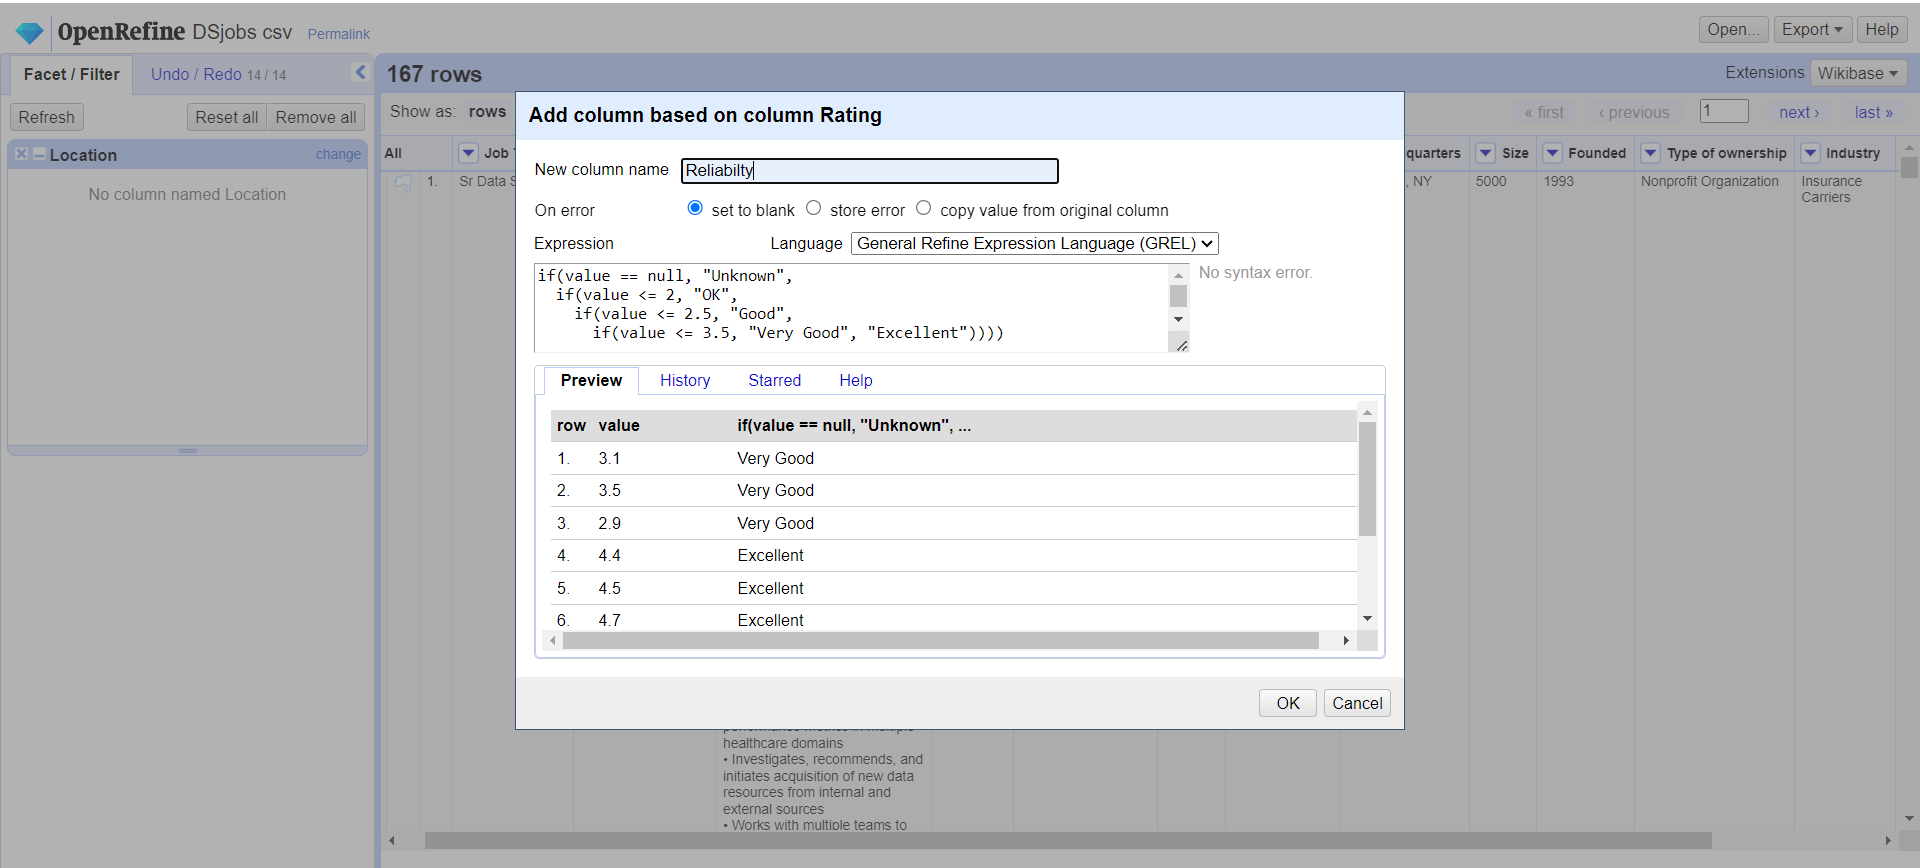 OpenRefine DSjobs csv Permalink
Open... Export Help
Facet / Filter Undo / Redo 14 / 14
167 rows
Extensions Wikibase
Refresh Reset all Remove all
Show as: rows
« first ‹ previous 1 next › last »
Location change
No column named Location
All Job
quarters Size Founded Type of ownership Industry
1. Sr Data S
, NY 5000 1993 Nonprofit Organization Insurance
Carriers
Add column based on column Rating
New column name Reliabilty
On error set to blank store error copy value from original column
Expression Language General Refine Expression Language (GREL)
if(value == null, "Unknown",
if(value <= 2, "OK",
if(value <= 2.5, "Good",
if(value <= 3.5, "Very Good", "Excellent"))))
No syntax error.
Preview History Starred Help
row value if(value == null, "Unknown", ...
1. 3.1 Very Good
2. 3.5 Very Good
3. 2.9 Very Good
4. 4.4 Excellent
5. 4.5 Excellent
6. 4.7 Excellent
OK Cancel
healthcare domains
• Investigates, recommends, and
initiates acquisition of new data
resources from internal and
external sources
• Works with multiple teams to